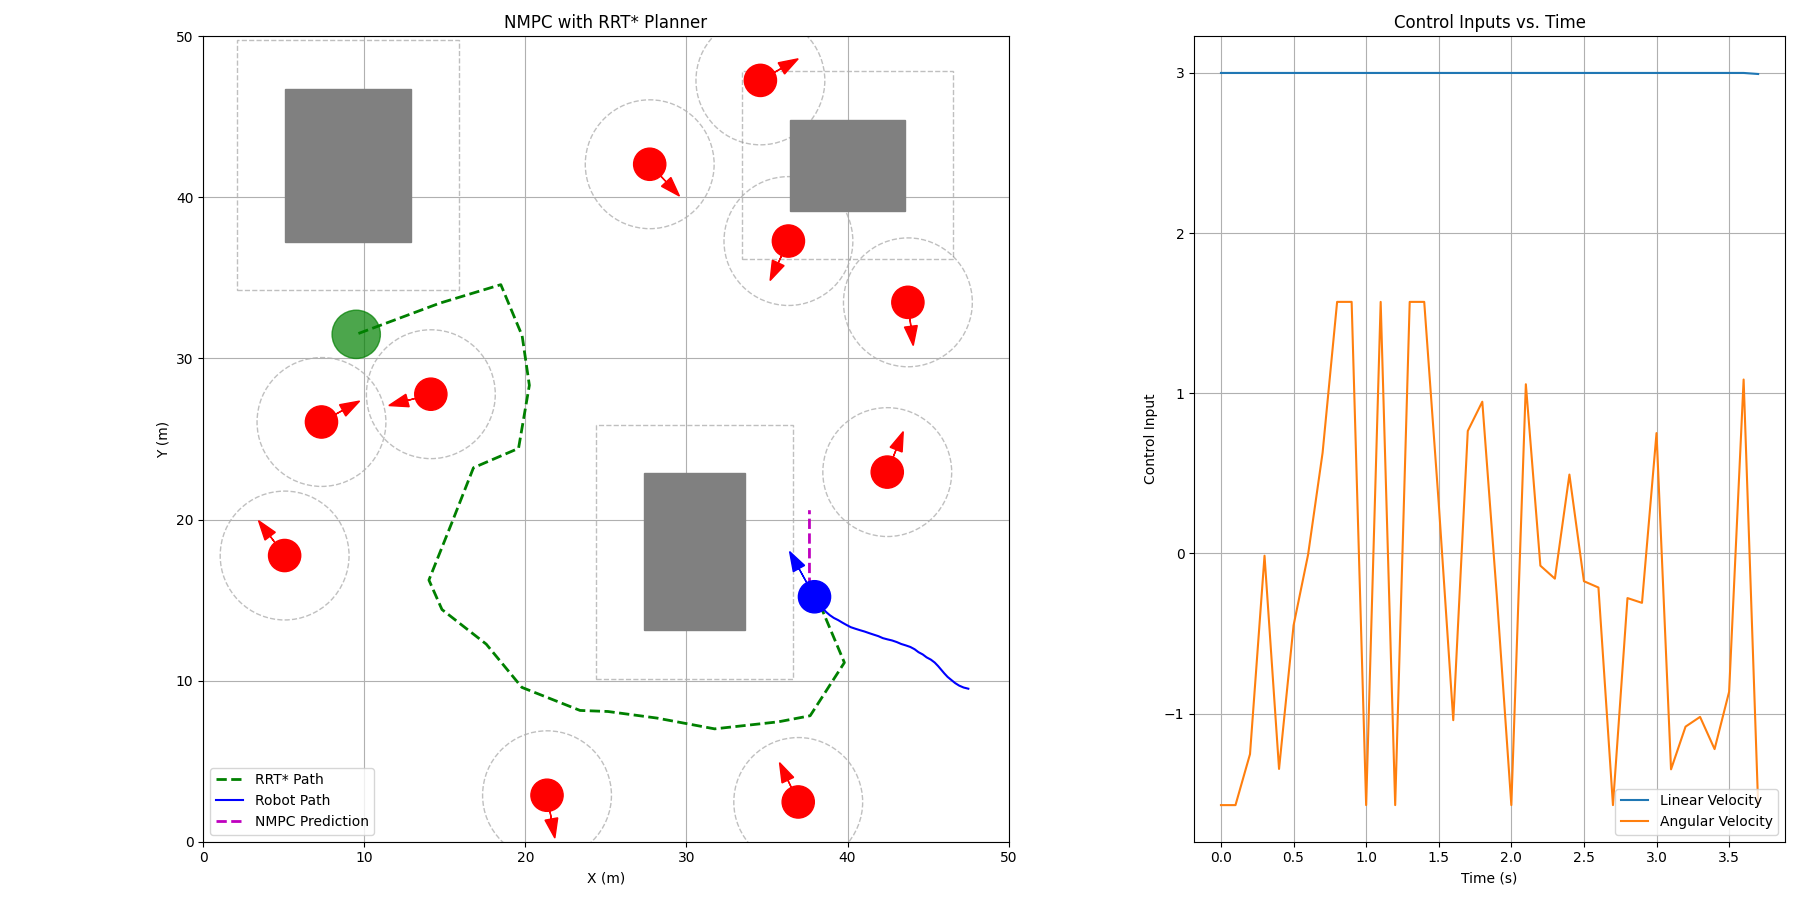 NMPC with RRT* Planner
Y (m)
50
40
30
20
10
0
0 10 20 30 40 50
X (m)
RRT* Path
Robot Path
NMPC Prediction
Control Inputs vs. Time
Control Input
3
2
1
0
−1
0.0 0.5 1.0 1.5 2.0 2.5 3.0 3.5
Time (s)
Linear Velocity
Angular Velocity